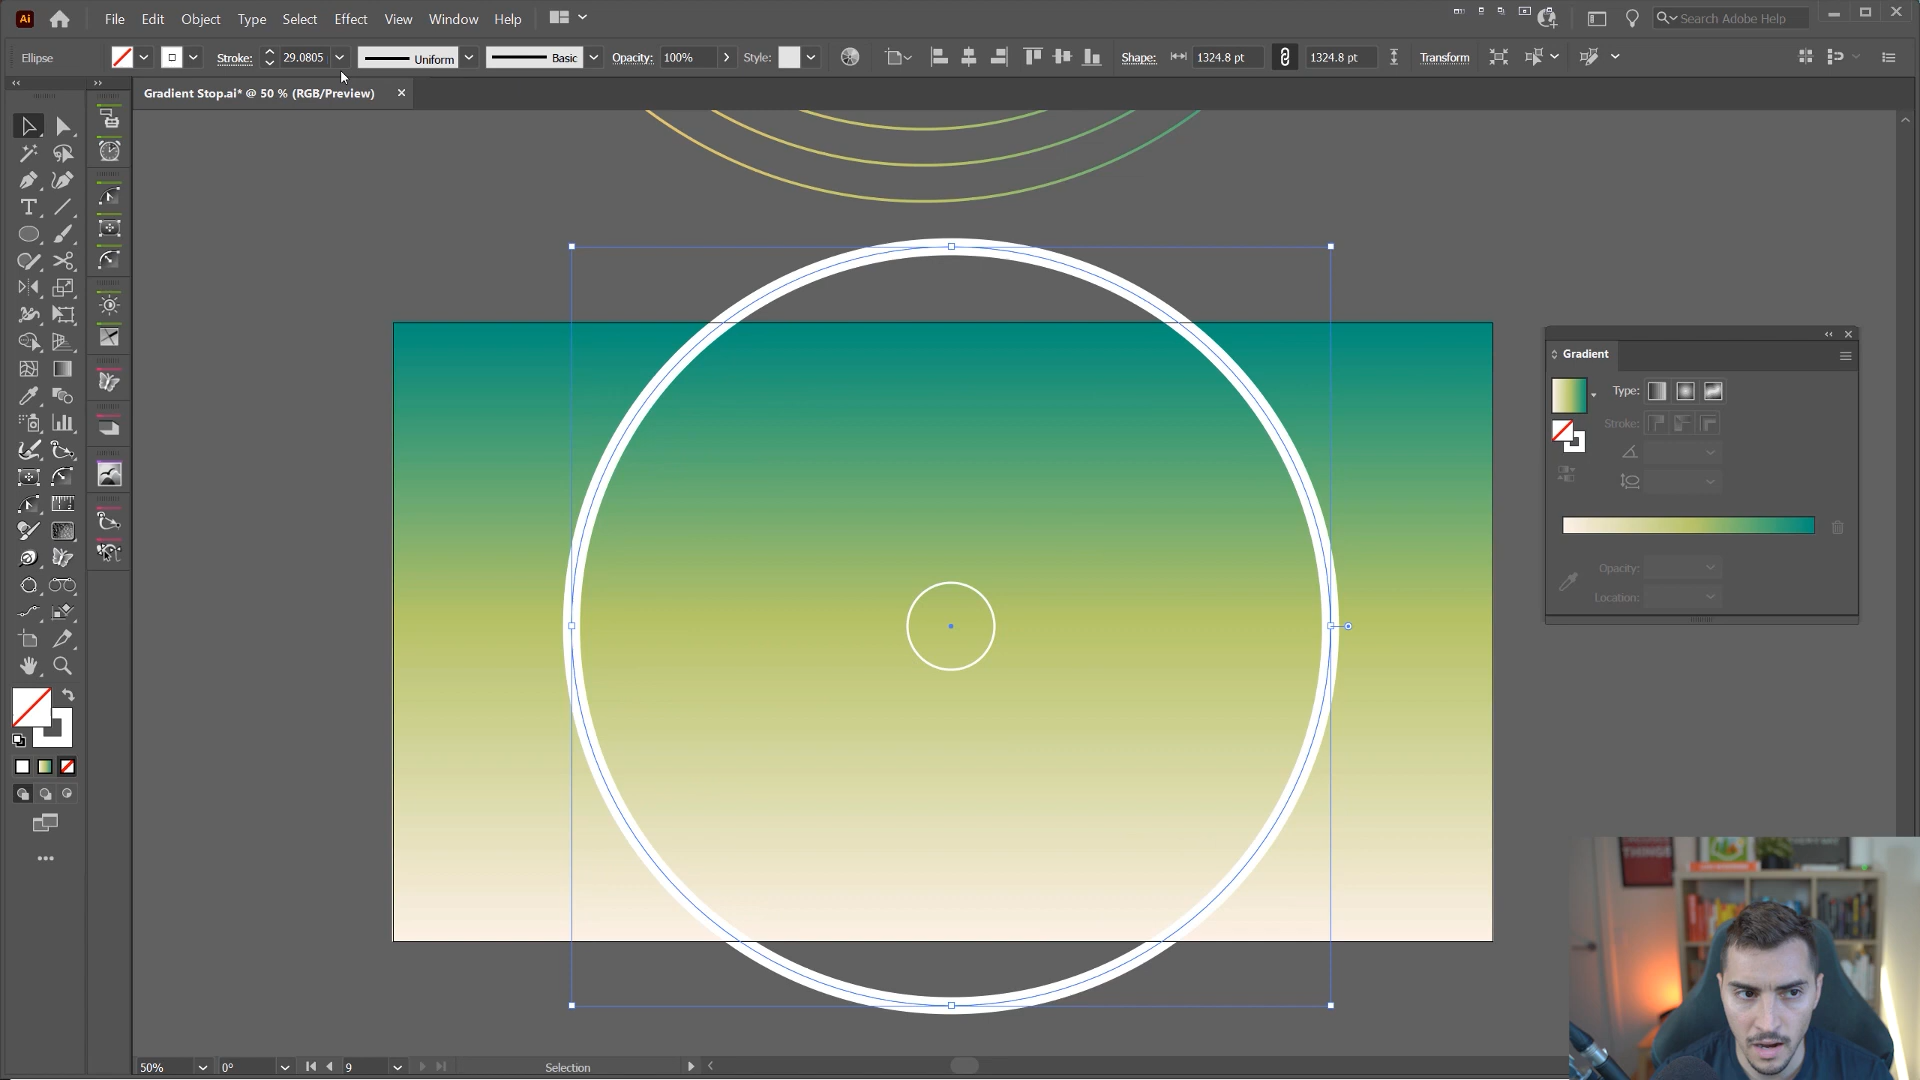 Ai File Edit Object Type Select Effect View Window Help Search Adobe Help
Ellipse Stroke: 29.0805 Uniform Basic Opacity: 100% Style: Shape: 1324.8 pt 1324.8 pt Transform
Gradient Stop.ai* @ 50 % (RGB/Preview)
Gradient
Type:
Stroke:
Opacity:
Location:
THINGS
50% 0° 9 Selection